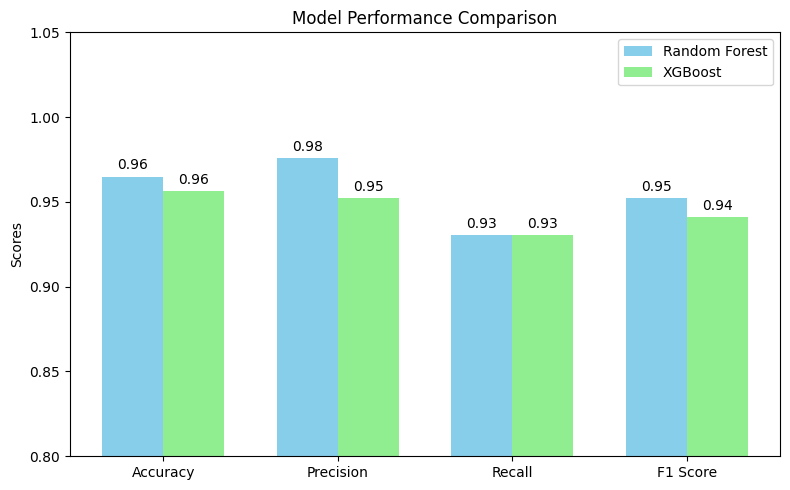 Model Performance Comparison
Random Forest
XGBoost
Scores
1.05
1.00
0.95
0.90
0.85
0.80
0.96
0.96
0.98
0.95
0.93
0.93
0.95
0.94
Accuracy
Precision
Recall
F1 Score